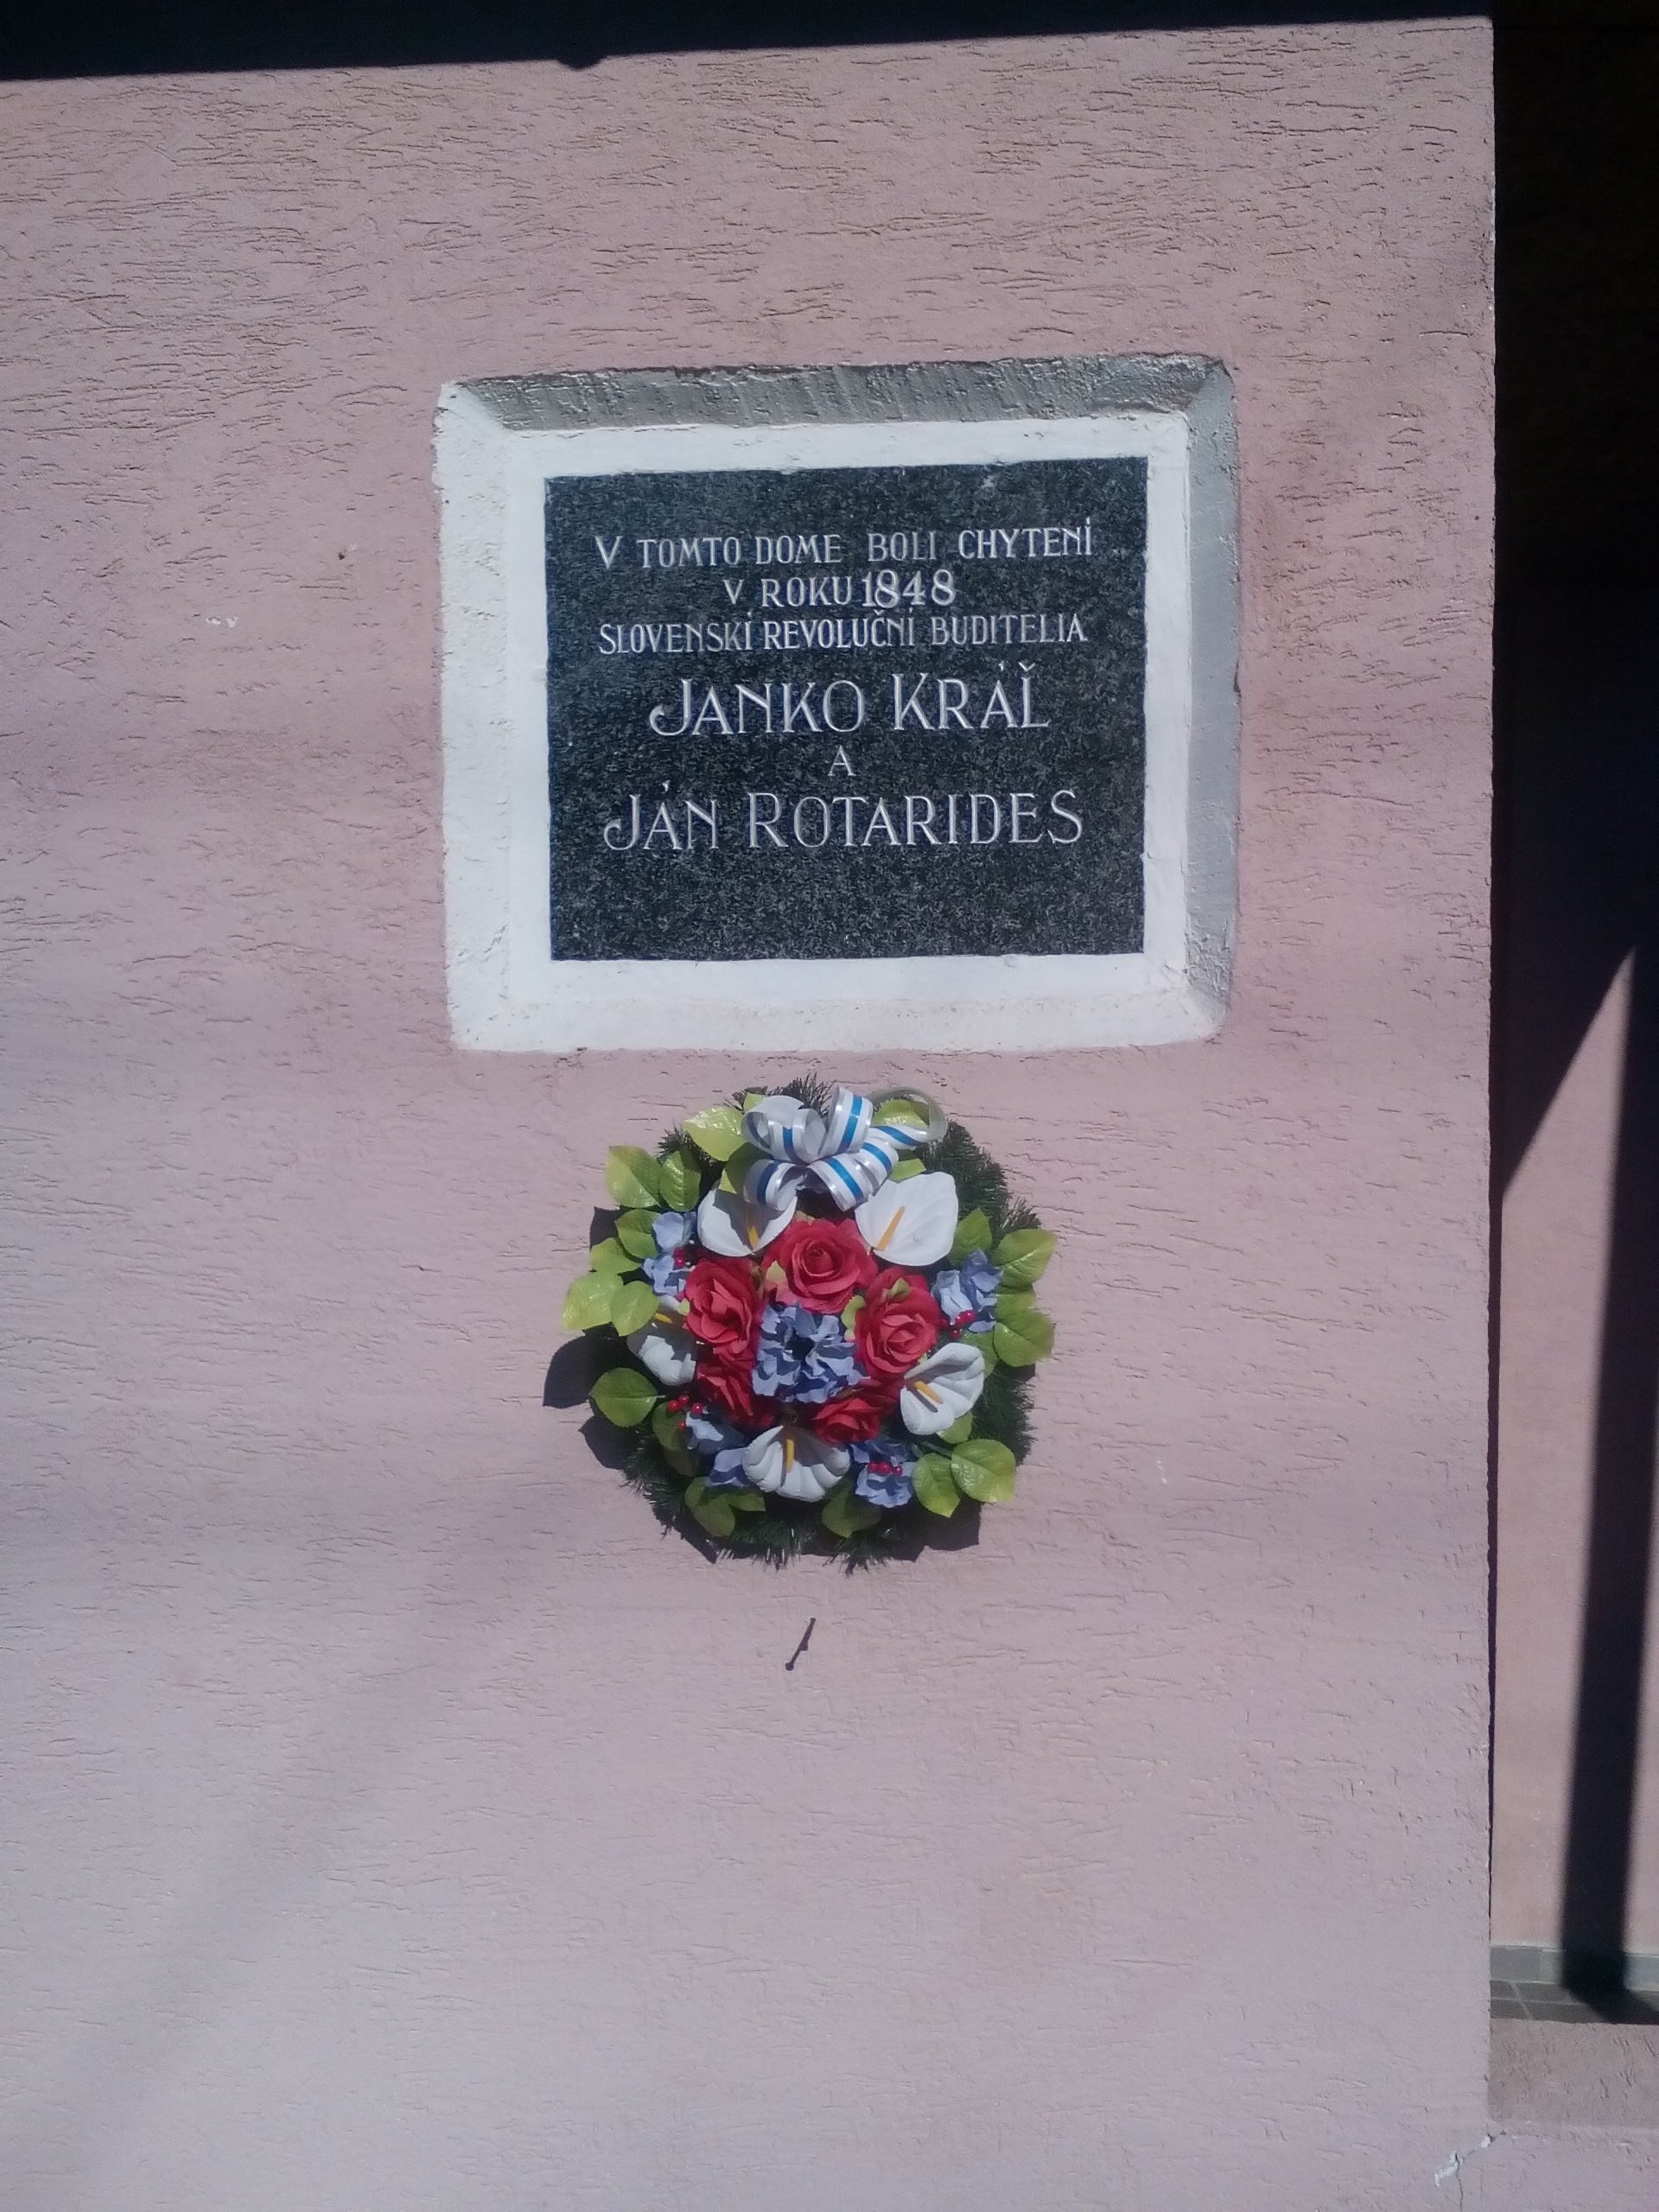 V TOMTO DOME BOLI CHYTENÍ
V ROKU 1848
SLOVENSKÍ REVOLUČNÍ BUDITELIA
JANKO KRÁĽ
A
JÁN ROTARIDES